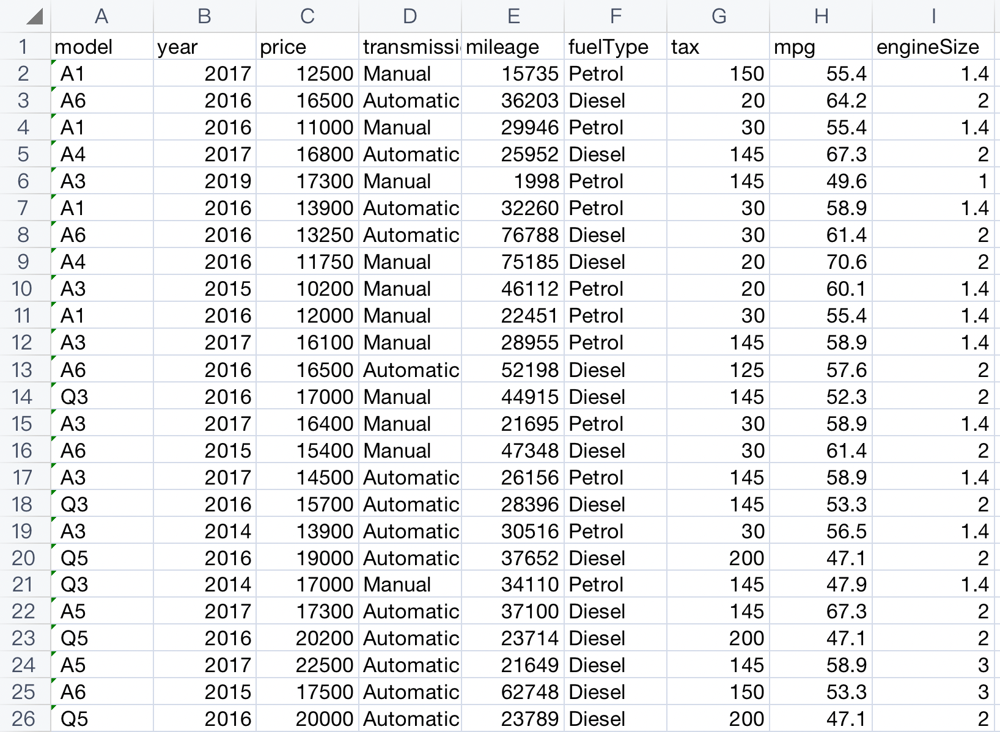 A B C D E F G H I
1 model year price transmissi mileage fuelType tax mpg engineSize
2 A1 2017 12500 Manual 15735 Petrol 150 55.4 1.4
3 A6 2016 16500 Automatic 36203 Diesel 20 64.2 2
4 A1 2016 11000 Manual 29946 Petrol 30 55.4 1.4
5 A4 2017 16800 Automatic 25952 Diesel 145 67.3 2
6 A3 2019 17300 Manual 1998 Petrol 145 49.6 1
7 A1 2016 13900 Automatic 32260 Petrol 30 58.9 1.4
8 A6 2016 13250 Automatic 76788 Diesel 30 61.4 2
9 A4 2016 11750 Manual 75185 Diesel 20 70.6 2
10 A3 2015 10200 Manual 46112 Petrol 20 60.1 1.4
11 A1 2016 12000 Manual 22451 Petrol 30 55.4 1.4
12 A3 2017 16100 Manual 28955 Petrol 145 58.9 1.4
13 A6 2016 16500 Automatic 52198 Diesel 125 57.6 2
14 Q3 2016 17000 Manual 44915 Diesel 145 52.3 2
15 A3 2017 16400 Manual 21695 Petrol 30 58.9 1.4
16 A6 2015 15400 Manual 47348 Diesel 30 61.4 2
17 A3 2017 14500 Automatic 26156 Petrol 145 58.9 1.4
18 Q3 2016 15700 Automatic 28396 Diesel 145 53.3 2
19 A3 2014 13900 Automatic 30516 Petrol 30 56.5 1.4
20 Q5 2016 19000 Automatic 37652 Diesel 200 47.1 2
21 Q3 2014 17000 Manual 34110 Petrol 145 47.9 1.4
22 A5 2017 17300 Automatic 37100 Diesel 145 67.3 2
23 Q5 2016 20200 Automatic 23714 Diesel 200 47.1 2
24 A5 2017 22500 Automatic 21649 Diesel 145 58.9 3
25 A6 2015 17500 Automatic 62748 Diesel 150 53.3 3
26 Q5 2016 20000 Automatic 23789 Diesel 200 47.1 2